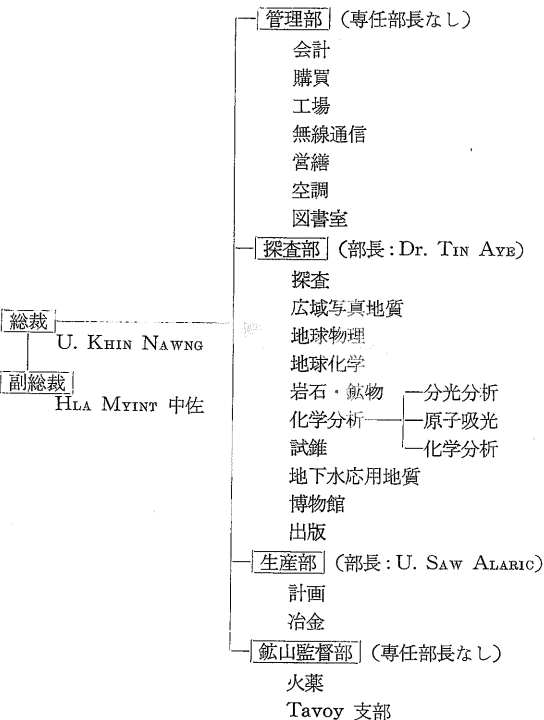 管理部 (専任部長なし)
会計
購買
工場
無線通信
営繕
空調
図書室
探査部 (部長:Dr. TIN AYE)
探査
広域写真地質
地球物理
地球化学
岩石・鉱物
化学分析
分光分析
原子吸光
化学分析
試錐
地下水応用地質
博物館
出版
総裁
U. KHIN NAWNG
副総裁
HLA MYINT 中佐
生産部 (部長:U. SAW ALARIC)
計画
冶金
鉱山監督部 (専任部長なし)
火薬
Tavoy 支部